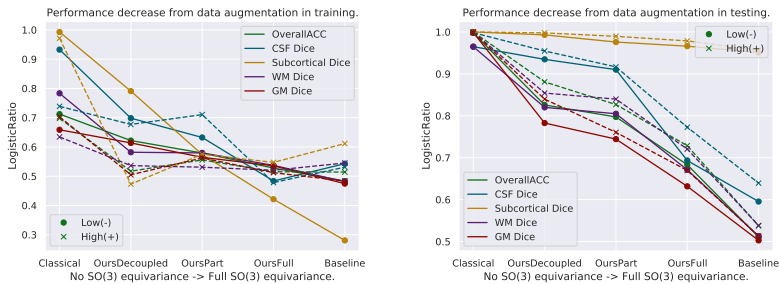 Performance decrease from data augmentation in training.
LogisticRatio
1.0
0.9
0.8
0.7
0.6
0.5
0.4
0.3
OverallACC
CSF Dice
Subcortical Dice
WM Dice
GM Dice
Low(-)
High(+)
Classical OursDecoupled OursPart OursFull Baseline
No SO(3) equivariance -> Full SO(3) equivariance.
Performance decrease from data augmentation in testing.
LogisticRatio
1.0
0.9
0.8
0.7
0.6
0.5
Low(-)
High(+)
OverallACC
CSF Dice
Subcortical Dice
WM Dice
GM Dice
Classical OursDecoupled OursPart OursFull Baseline
No SO(3) equivariance -> Full SO(3) equivariance.